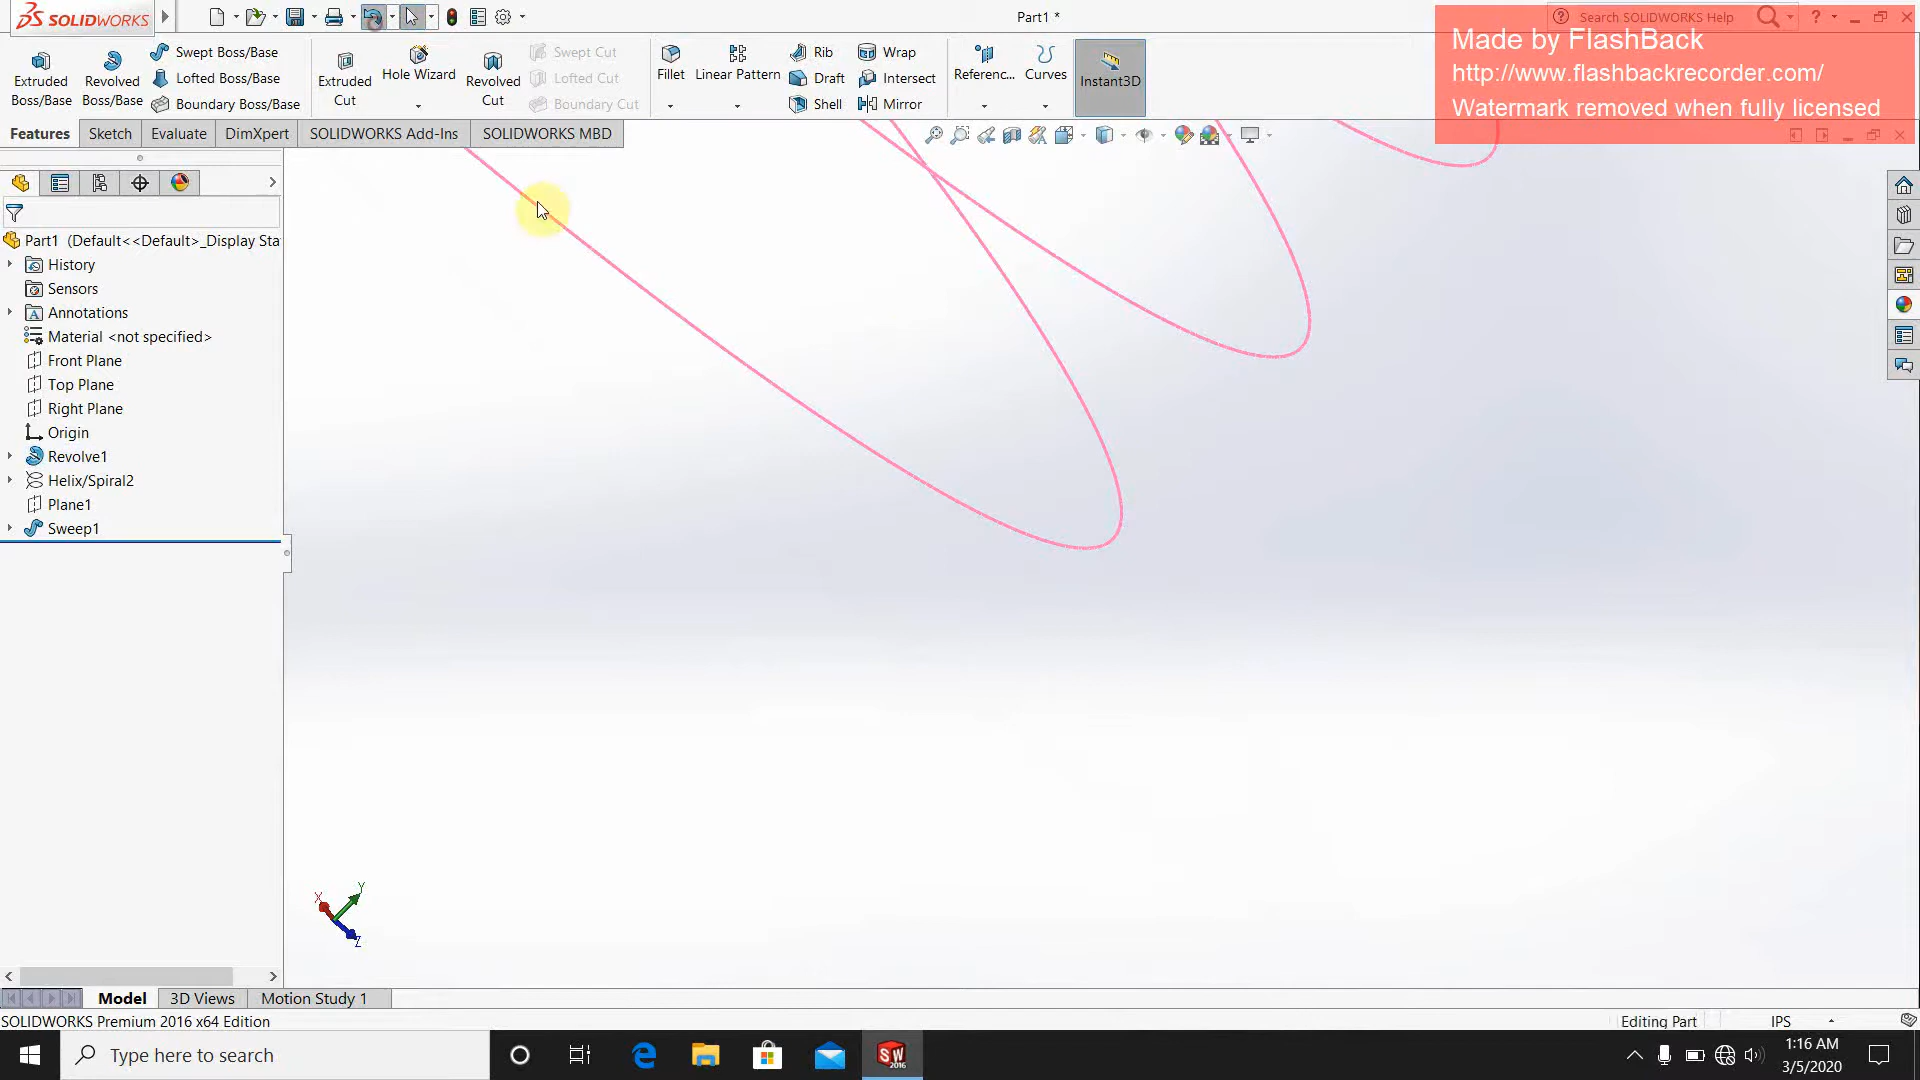 SOLIDWORKS
Part1 *
Search SOLIDWORKS Help
Made by FlashBack
http://www.flashbackrecorder.com/
Watermark removed when fully licensed
Extruded Boss/Base
Revolved Boss/Base
Swept Boss/Base
Lofted Boss/Base
Boundary Boss/Base
Extruded Cut
Hole Wizard
Revolved Cut
Swept Cut
Lofted Cut
Boundary Cut
Fillet
Linear Pattern
Rib
Draft
Shell
Wrap
Intersect
Mirror
Referenc...
Curves
Instant3D
Features
Sketch
Evaluate
DimXpert
SOLIDWORKS Add-Ins
SOLIDWORKS MBD
Part1 (Default<<Default>_Display Sta
History
Sensors
Annotations
Material <not specified>
Front Plane
Top Plane
Right Plane
Origin
Revolve1
Helix/Spiral2
Plane1
Sweep1
X
Y
Z
Model
3D Views
Motion Study 1
SOLIDWORKS Premium 2016 x64 Edition
Editing Part
IPS
Type here to search
SW
2016
1:16 AM
3/5/2020